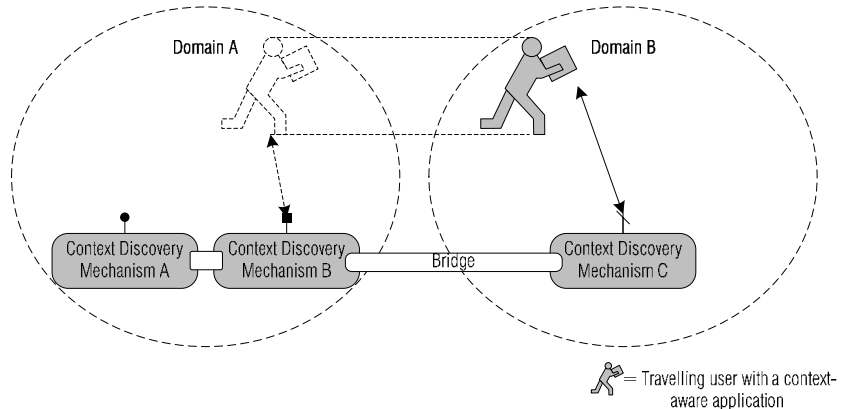 Domain A
Domain B
Context Discovery
Mechanism A
Context Discovery
Mechanism B
Bridge
Context Discovery
Mechanism C
= Travelling user with a context-
aware application